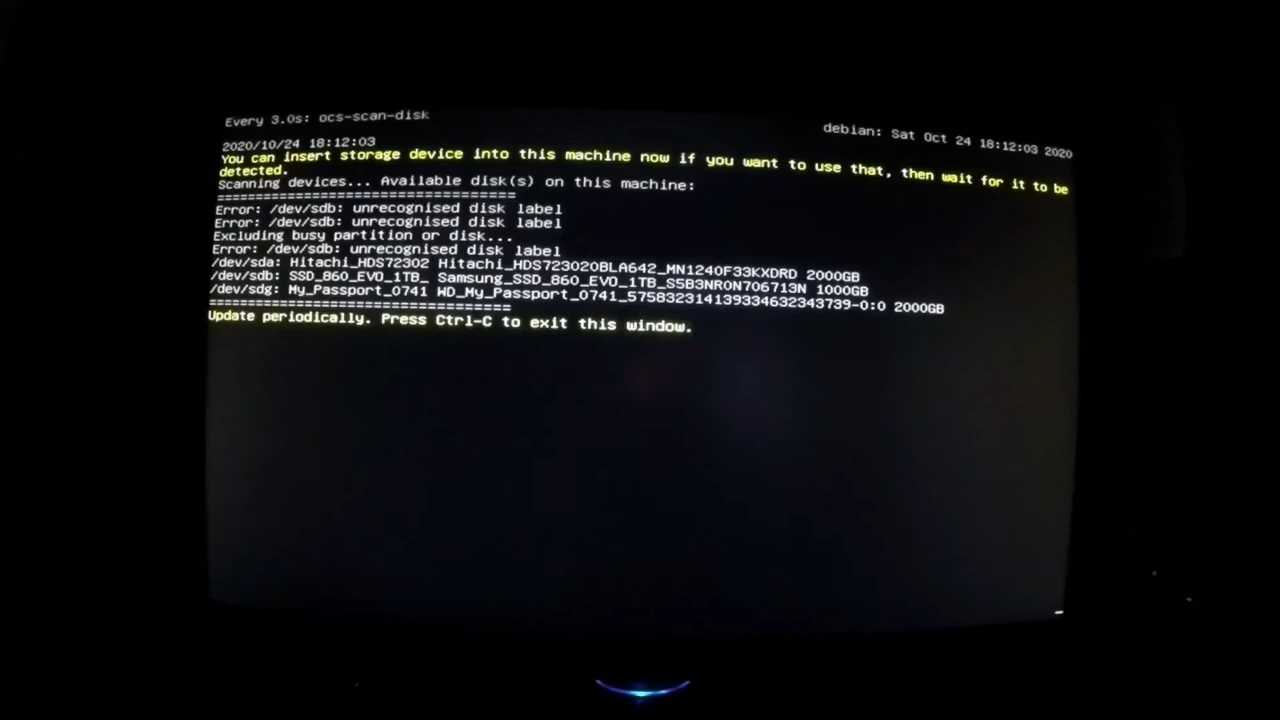 Every 3.0s: ocs-scan-disk
debian: Sat Oct 24 18:12:03 2020
2020/10/24 18:12:03
You can insert storage device into this machine now if you want to use that, then wait for it to be
detected.
Scanning devices... Available disk(s) on this machine:
===================================
Error: /dev/sdb: unrecognised disk label
Error: /dev/sdb: unrecognised disk label
Excluding busy partition or disk...
Error: /dev/sdb: unrecognised disk label
/dev/sda: Hitachi_HDS72302 Hitachi_HDS723020BLA642_MN1240F33KXDRD 2000GB
/dev/sdb: SSD_860_EVO_1TB_ Samsung_SSD_860_EVO_1TB_S5B3NR0N706713N 1000GB
/dev/sdg: My_Passport_0741 WD_My_Passport_0741_575832314139334632343739-0:0 2000GB
===================================
Update periodically. Press Ctrl-C to exit this window.